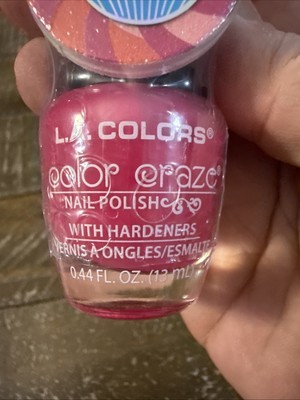 L.A. COLORS®
color craze®
NAIL POLISH
WITH HARDENERS
VERNIS À ONGLES/ESMALTE
0.44 FL. OZ. (13 mL)